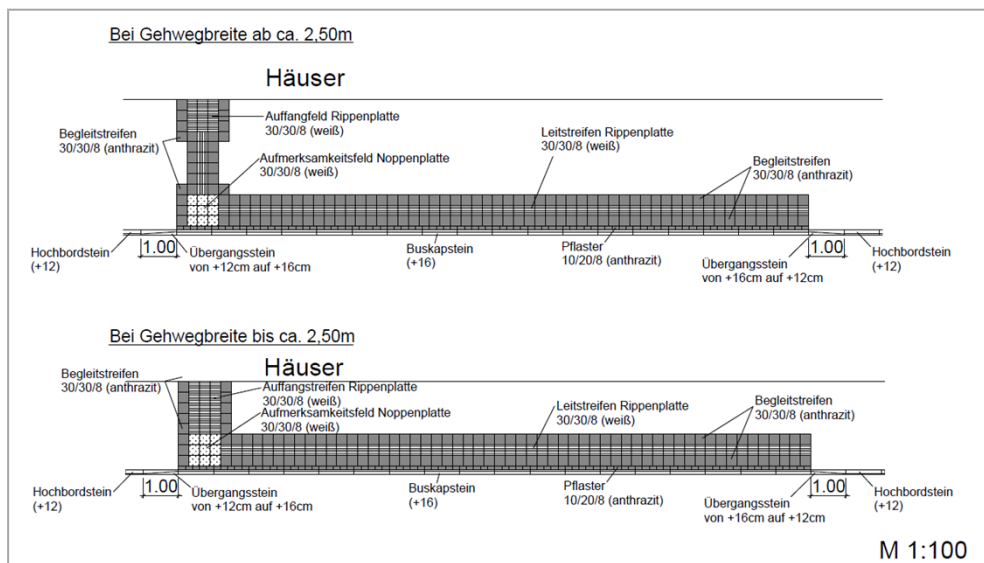 Bei Gehwegbreite ab ca. 2,50m
Häuser
Auffangfeld Rippenplatte
30/30/8 (weiß)
Begleitstreifen
30/30/8 (anthrazit)
Aufmerksamkeitsfeld Noppenplatte
30/30/8 (weiß)
Leitstreifen Rippenplatte
30/30/8 (weiß)
Begleitstreifen
30/30/8 (anthrazit)
Hochbordstein
(+12)
1.00
Übergangsstein
von +12cm auf +16cm
Buskapstein
(+16)
Pflaster
10/20/8 (anthrazit)
Übergangsstein
von +16cm auf +12cm
1.00
Hochbordstein
(+12)
Bei Gehwegbreite bis ca. 2,50m
Häuser
Begleitstreifen
30/30/8 (anthrazit)
Auffangstreifen Rippenplatte
30/30/8 (weiß)
Aufmerksamkeitsfeld Noppenplatte
30/30/8 (weiß)
Leitstreifen Rippenplatte
30/30/8 (weiß)
Begleitstreifen
30/30/8 (anthrazit)
Hochbordstein
(+12)
1.00
Übergangsstein
von +12cm auf +16cm
Buskapstein
(+16)
Pflaster
10/20/8 (anthrazit)
Übergangsstein
von +16cm auf +12cm
1.00
Hochbordstein
(+12)
M 1:100